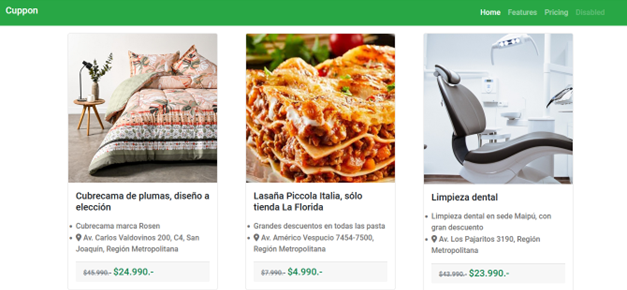 Cuppon
Home Features Pricing Disabled
Cubrecama de plumas, diseño a
elección
Cubrecama marca Rosen
Av. Carlos Valdovinos 200, C4, San
Joaquín, Región Metropolitana
$45.990.- $24.990.-
Lasaña Piccola Italia, sólo
tienda La Florida
Grandes descuentos en todas las pasta
Av. Américo Vespucio 7454-7500,
Región Metropolitana
$7.990.- $4.990.-
Limpieza dental
Limpieza dental en sede Maipú, con
gran descuento
Av. Los Pajaritos 3190, Región
Metropolitana
$43.990.- $23.990.-